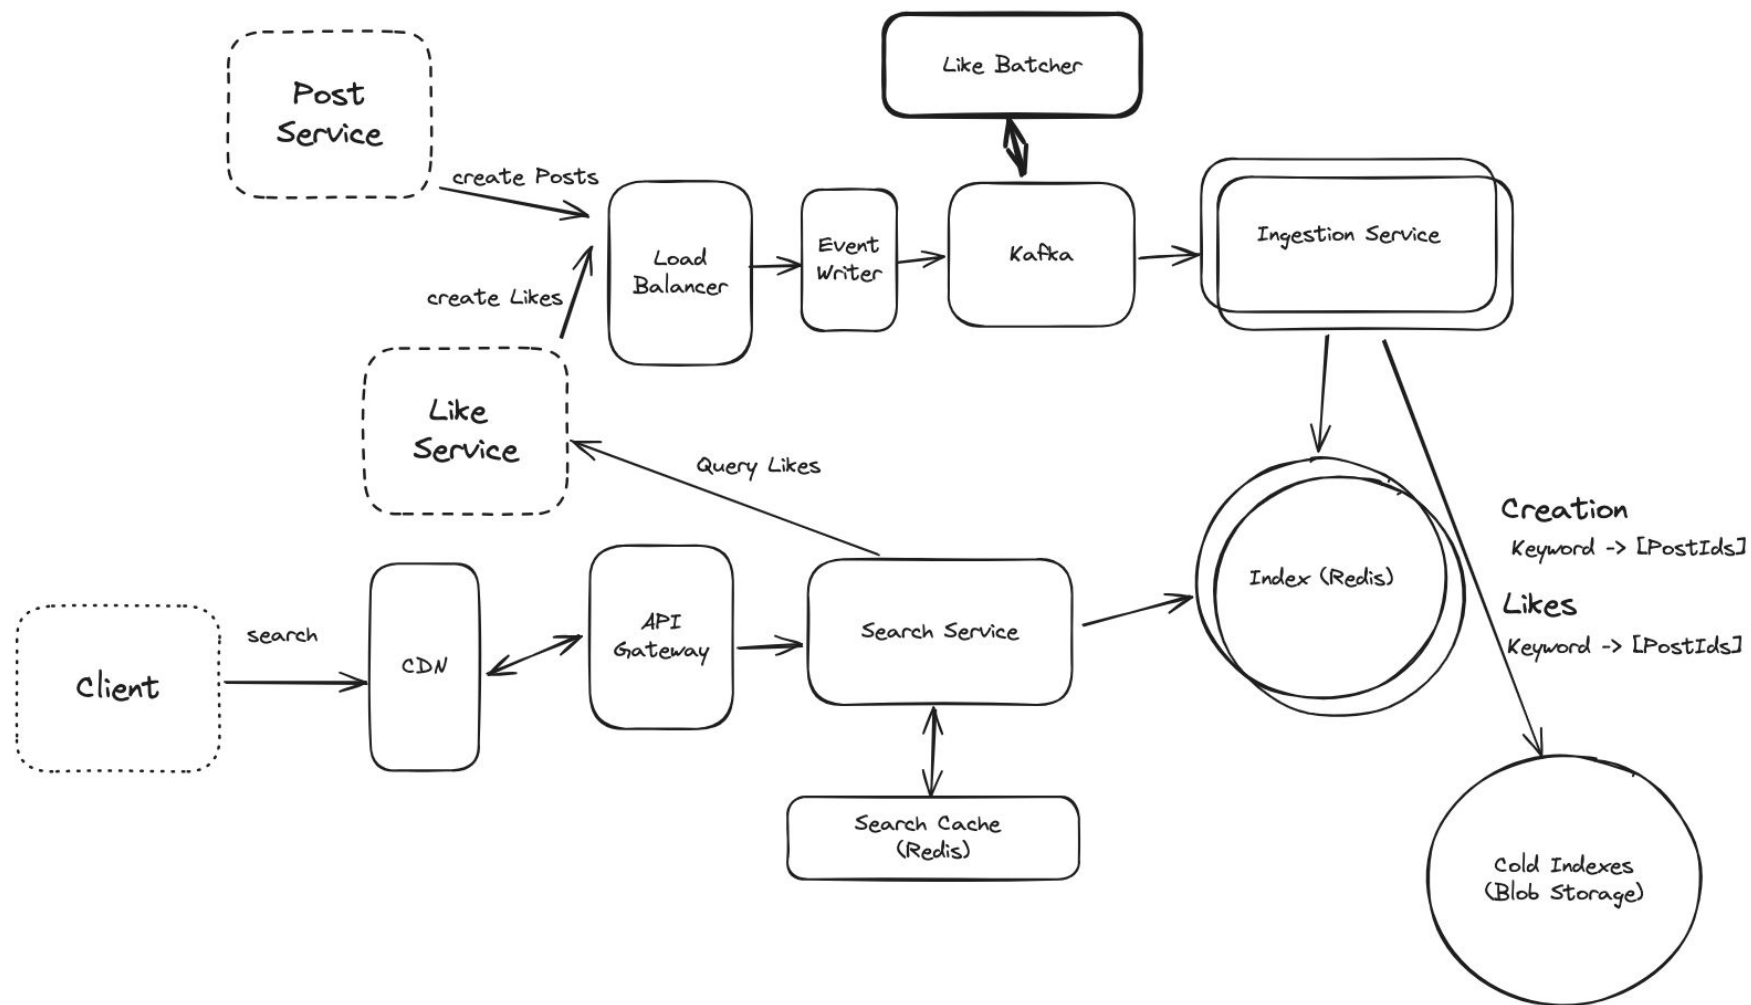 Like Batcher
Post
Service
create Posts
Load
Balancer
Event
Writer
Kafka
Ingestion Service
create Likes
Like
Service
Query Likes
Creation
Keyword -> [PostIds]
Likes
Keyword -> [PostIds]
Index (Redis)
Client
search
CDN
API
Gateway
Search Service
Search Cache
(Redis)
Cold Indexes
(Blob Storage)